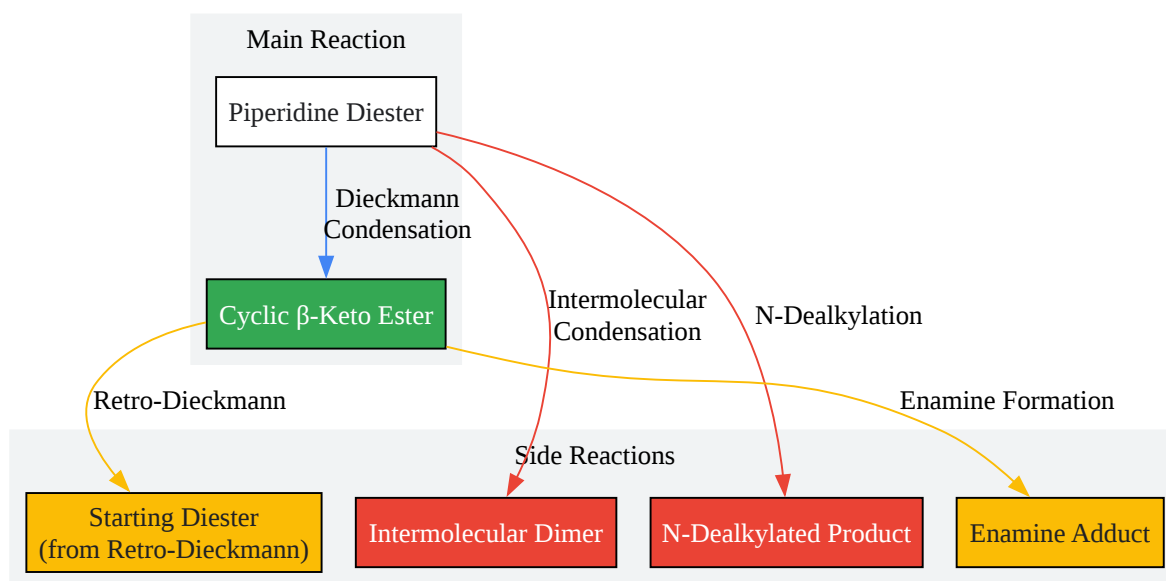 Main Reaction
Piperidine Diester
Dieckmann
Condensation
Cyclic β-Keto Ester
Intermolecular
Condensation
N-Dealkylation
Retro-Dieckmann
Enamine Formation
Side Reactions
Starting Diester
(from Retro-Dieckmann)
Intermolecular Dimer
N-Dealkylated Product
Enamine Adduct